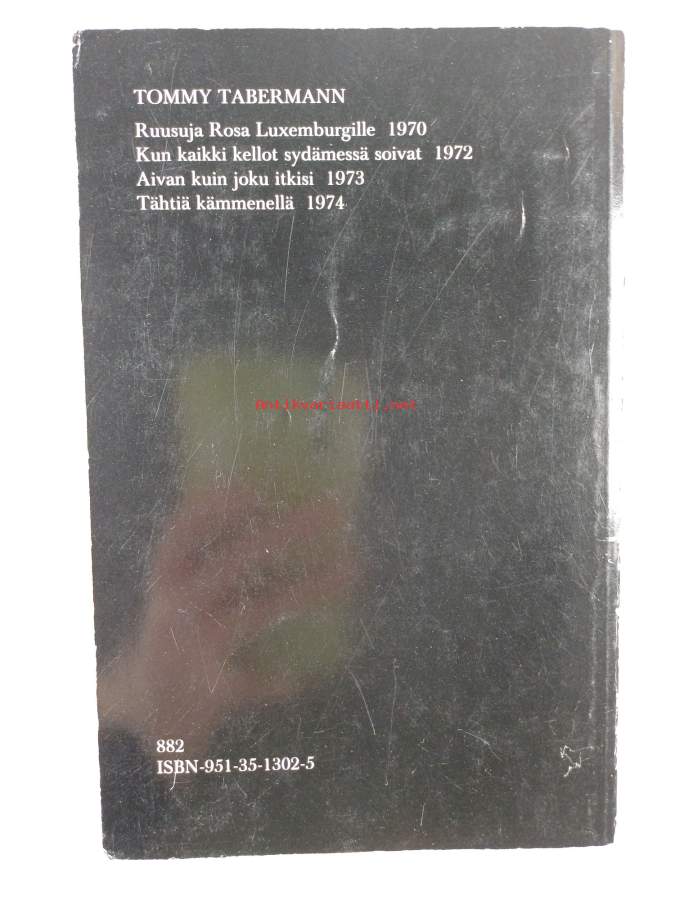 TOMMY TABERMANN
Ruusuja Rosa Luxemburgille 1970
Kun kaikki kellot sydämessä soivat 1972
Aivan kuin joku itkisi 1973
Tähtiä kämmenellä 1974
Antikvariaatti.net
882
ISBN-951-35-1302-5